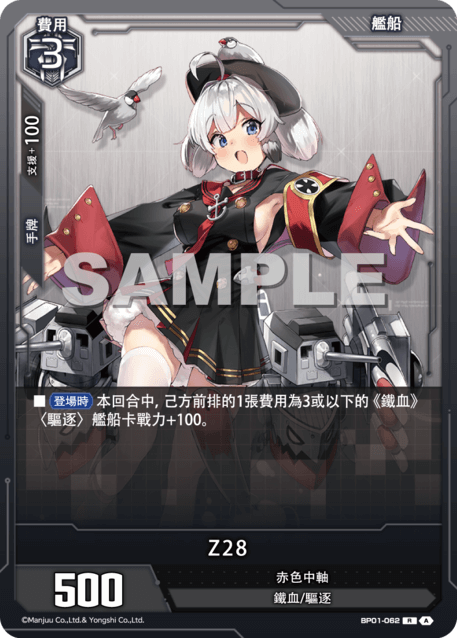 費用
3
艦船
支援+100
手牌
SAMPLE
■ 登場時 本回合中, 己方前排的1張費用為3或以下的《鐵血》
〈驅逐〉艦船卡戰力+100。
Z28
500
赤色中軸
鐵血/驅逐
©Manjuu Co.,Ltd.& Yongshi Co.,Ltd.
BP01-062 R A